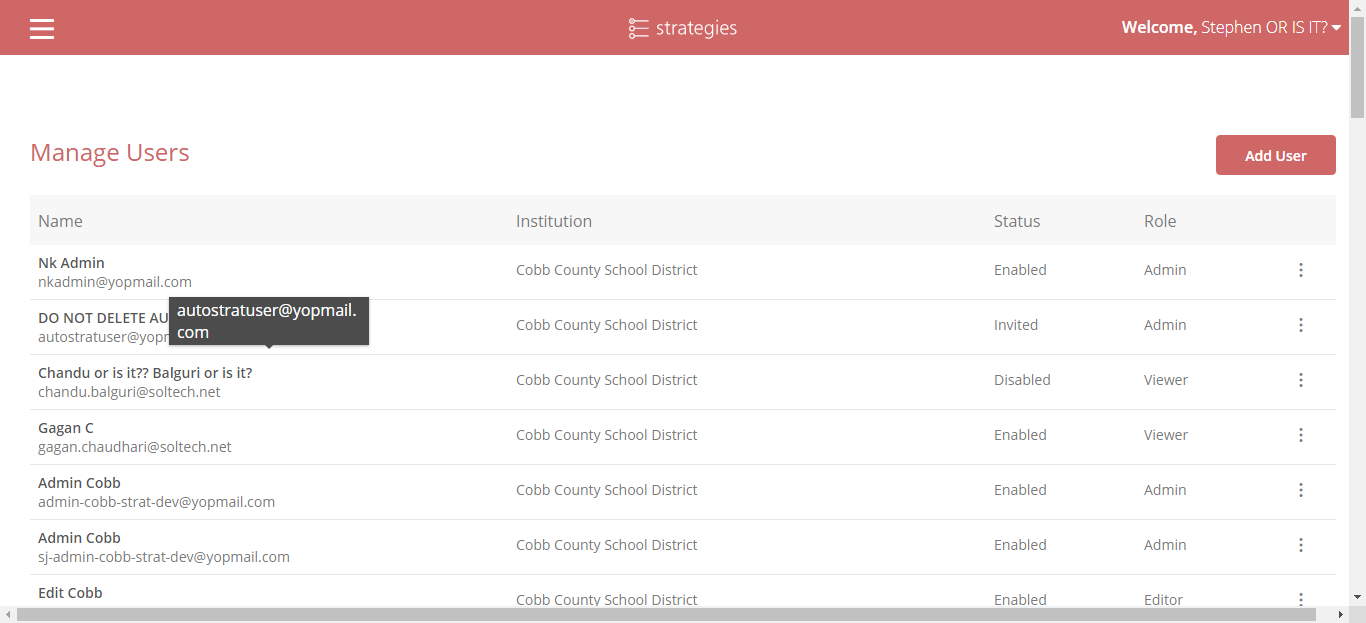 strategies
Welcome, Stephen OR IS IT?
Manage Users
Add User
Name Institution Status Role
Nk Admin
nkadmin@yopmail.com
Cobb County School District Enabled Admin
DO NOT DELETE AU
autostratuser@yopm
autostratuser@yopmail.
com
Cobb County School District Invited Admin
Chandu or is it?? Balguri or is it?
chandu.balguri@soltech.net
Cobb County School District Disabled Viewer
Gagan C
gagan.chaudhari@soltech.net
Cobb County School District Enabled Viewer
Admin Cobb
admin-cobb-strat-dev@yopmail.com
Cobb County School District Enabled Admin
Admin Cobb
sj-admin-cobb-strat-dev@yopmail.com
Cobb County School District Enabled Admin
Edit Cobb
Cobb County School District Enabled Editor